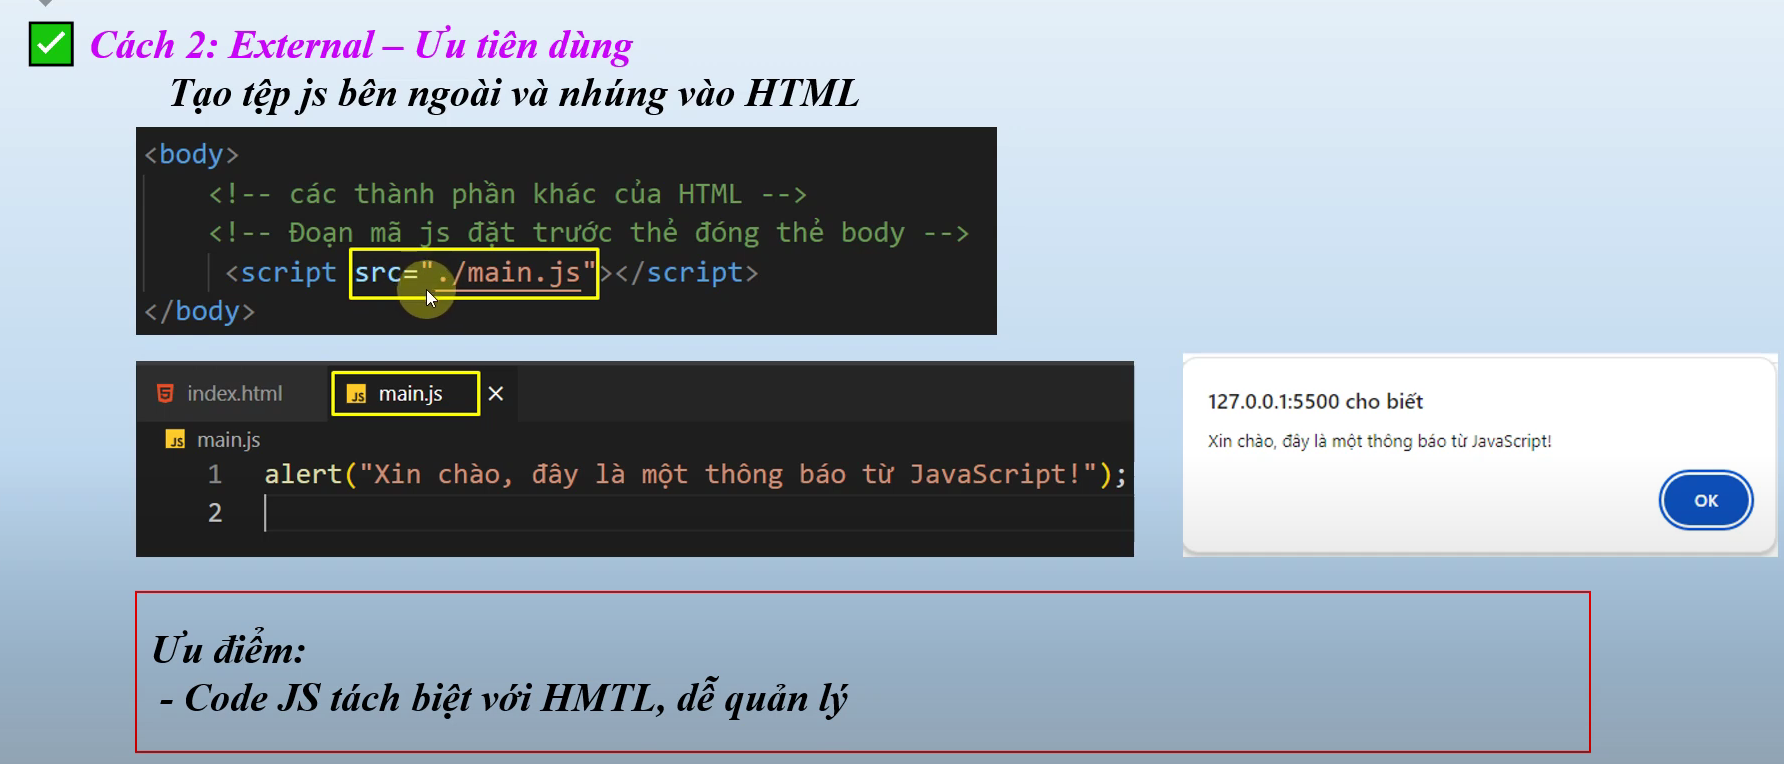 Cách 2: External – Ưu tiên dùng
Tạo tệp js bên ngoài và nhúng vào HTML
<body>
<!-- các thành phần khác của HTML -->
<!-- Đoạn mã js đặt trước thẻ đóng thẻ body -->
<script src="./main.js"></script>
</body>
index.html
JS main.js ×
JS main.js
1 alert("Xin chào, đây là một thông báo từ JavaScript!");
2
127.0.0.1:5500 cho biết
Xin chào, đây là một thông báo từ JavaScript!
OK
Ưu điểm:
- Code JS tách biệt với HMTL, dễ quản lý